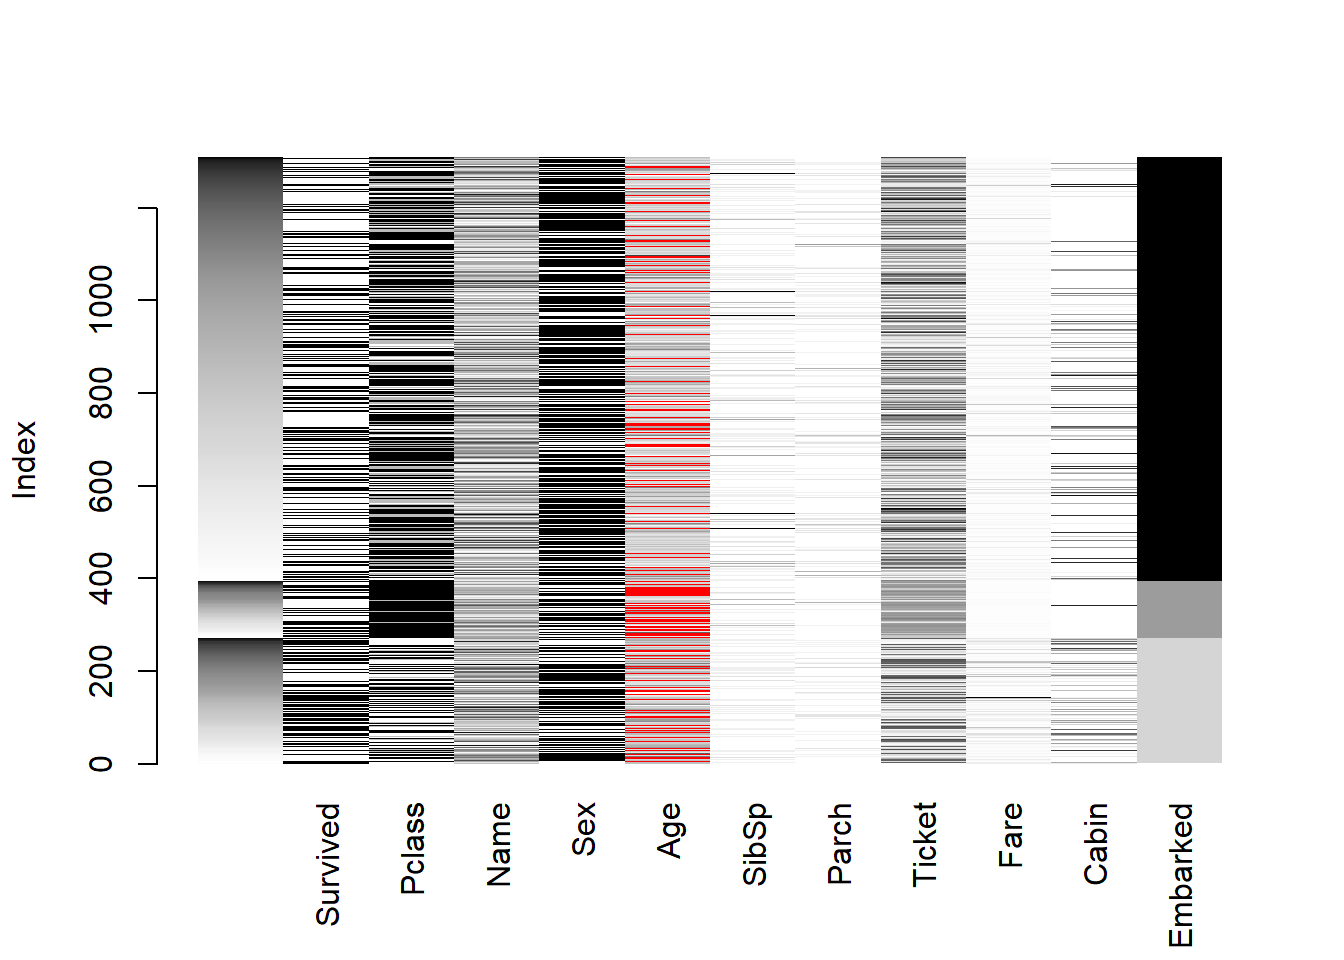 Index
1000
800
600
400
200
0
Survived
Pclass
Name
Sex
Age
SibSp
Parch
Ticket
Fare
Cabin
Embarked